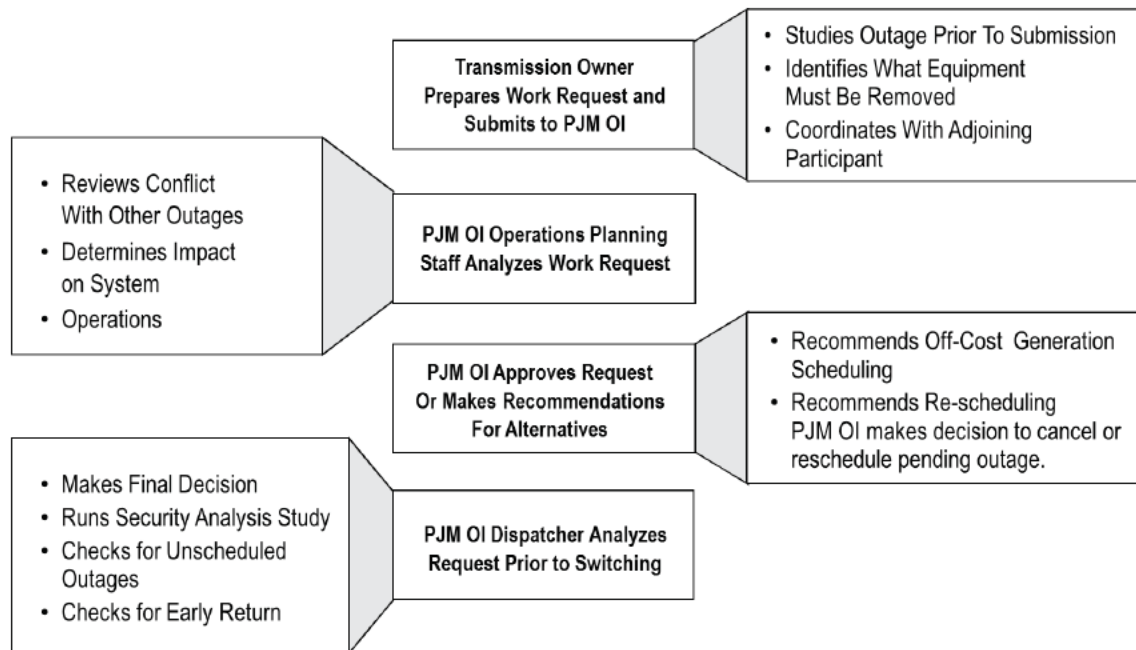 Transmission Owner
Prepares Work Request and
Submits to PJM OI
• Studies Outage Prior To Submission
• Identifies What Equipment
Must Be Removed
• Coordinates With Adjoining
Participant
• Reviews Conflict
With Other Outages
• Determines Impact
on System
• Operations
PJM OI Operations Planning
Staff Analyzes Work Request
PJM OI Approves Request
Or Makes Recommendations
For Alternatives
• Recommends Off-Cost Generation
Scheduling
• Recommends Re-scheduling
PJM OI makes decision to cancel or
reschedule pending outage.
• Makes Final Decision
• Runs Security Analysis Study
• Checks for Unscheduled
Outages
• Checks for Early Return
PJM OI Dispatcher Analyzes
Request Prior to Switching